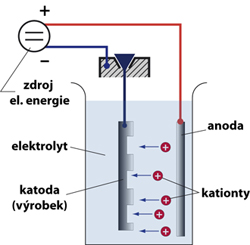 +
−
zdroj
el. energie
anoda
elektrolyt
katoda
(výrobek)
kationty
+
+
+
+
+